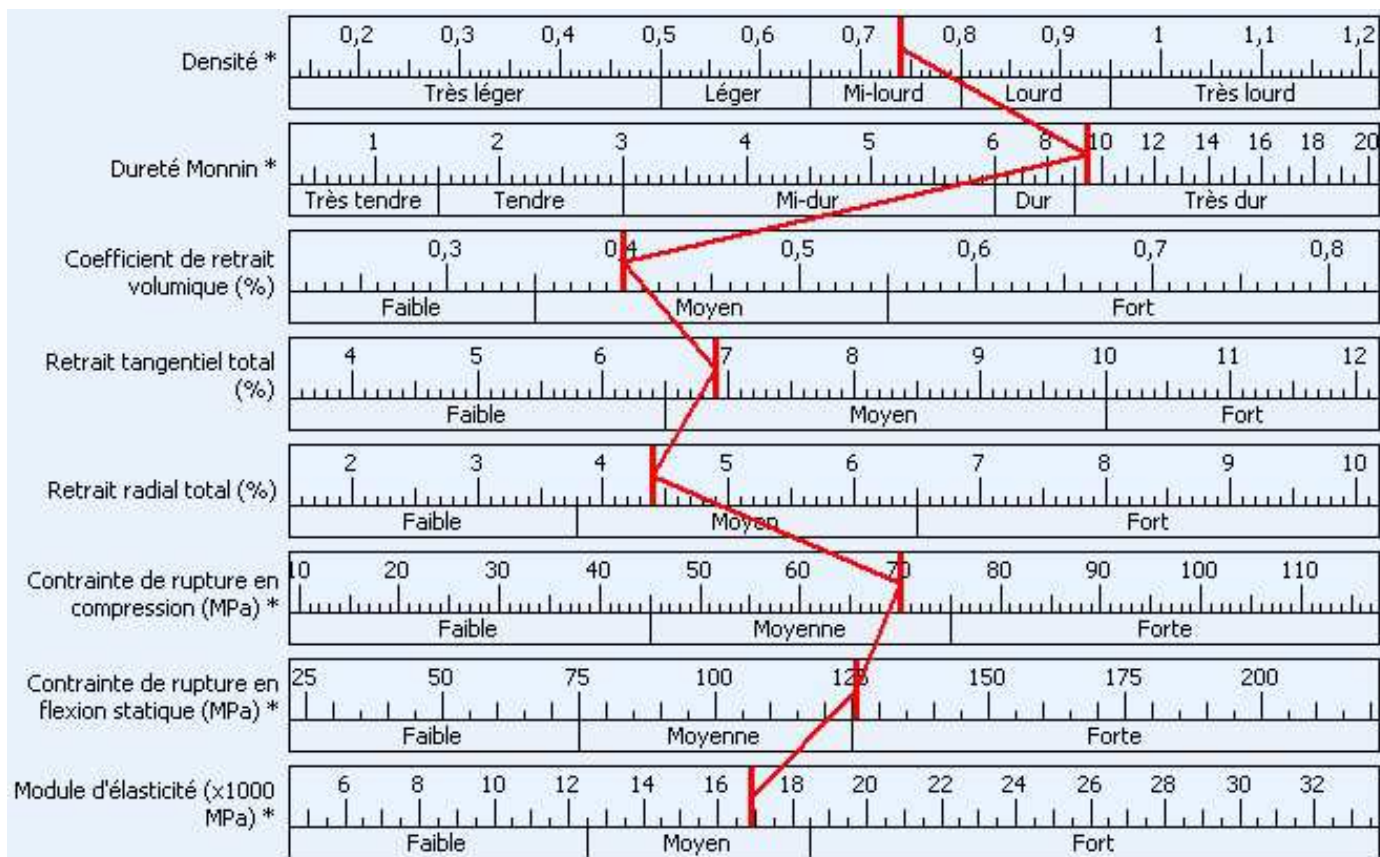 Densité *
0,2 0,3 0,4 0,5 0,6 0,7 0,8 0,9 1 1,1 1,2
Très léger Léger Mi-lourd Lourd Très lourd
Dureté Monnin *
1 2 3 4 5 6 8 10 12 14 16 18 20
Très tendre Tendre Mi-dur Dur Très dur
Coefficient de retrait
volumique (%)
0,3 0,4 0,5 0,6 0,7 0,8
Faible Moyen Fort
Retrait tangentiel total
(%)
4 5 6 7 8 9 10 11 12
Faible Moyen Fort
Retrait radial total (%)
2 3 4 5 6 7 8 9 10
Faible Moyen Fort
Contrainte de rupture en
compression (MPa) *
10 20 30 40 50 60 70 80 90 100 110
Faible Moyenne Forte
Contrainte de rupture en
flexion statique (MPa) *
25 50 75 100 125 150 175 200
Faible Moyenne Forte
Module d'élasticité (x1000
MPa) *
6 8 10 12 14 16 18 20 22 24 26 28 30 32
Faible Moyen Fort